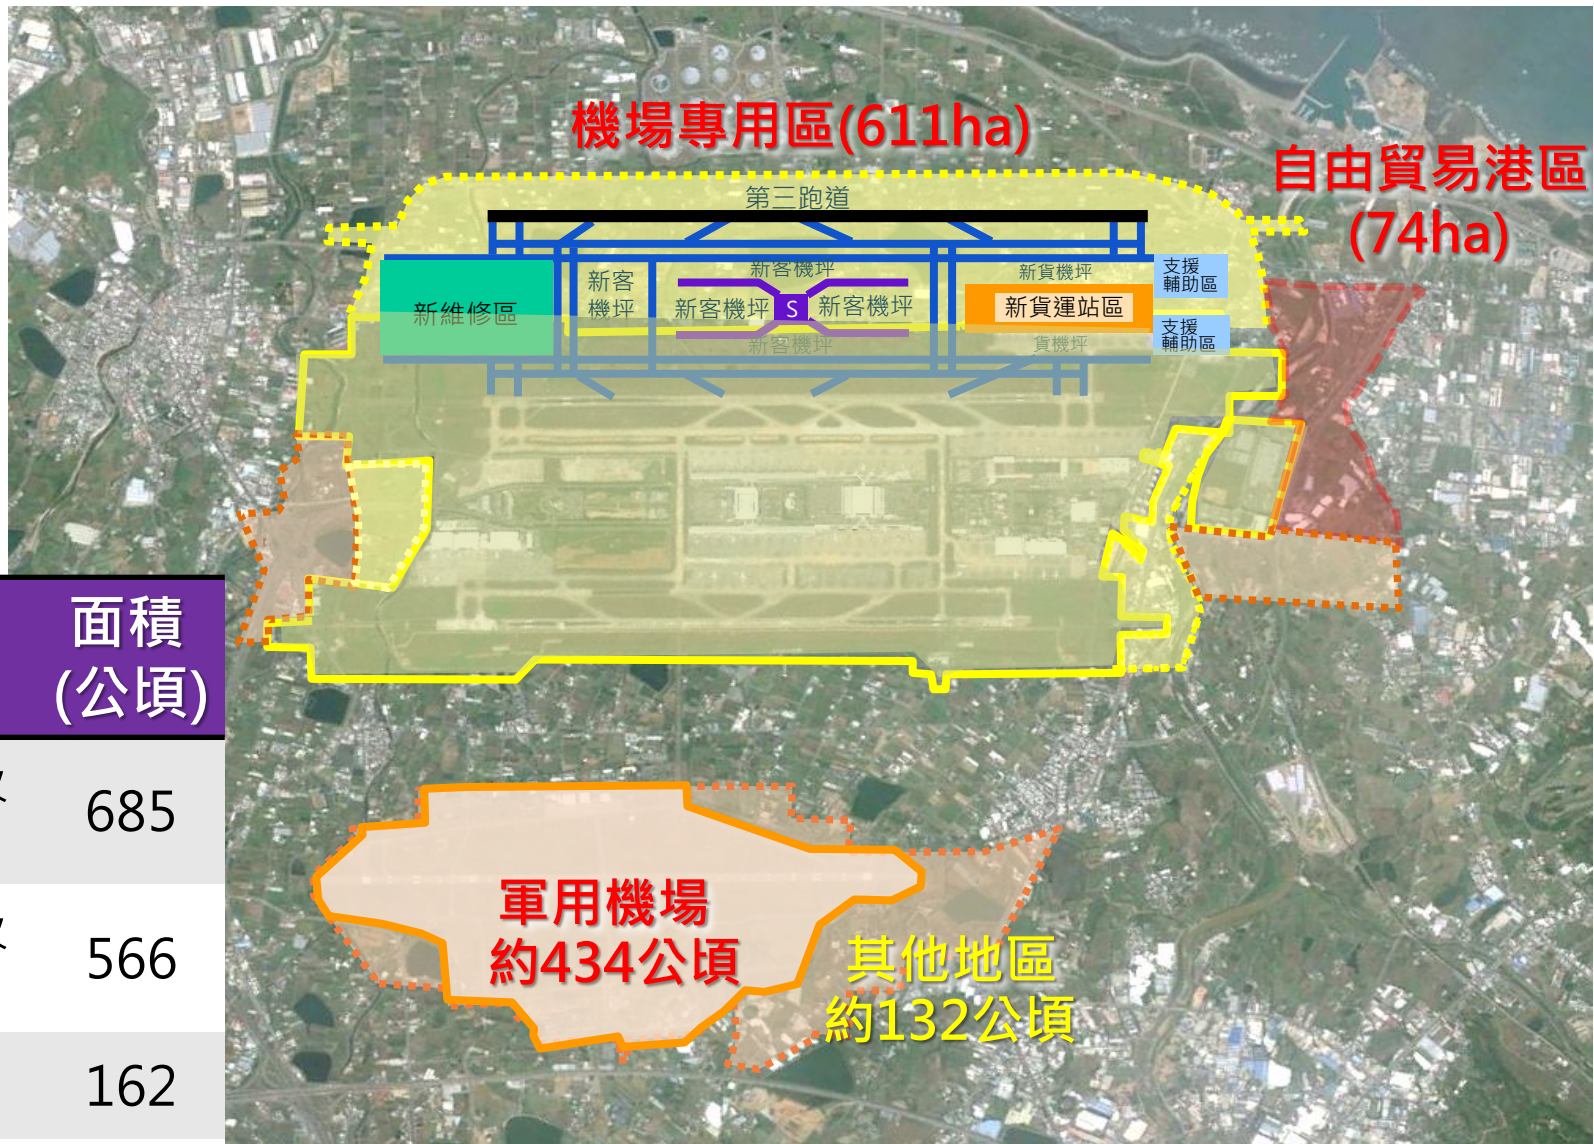 機場專用區(611ha)
自由貿易港區
(74ha)
第三跑道
新客機坪
新客
機坪
新貨機坪
支援
輔助區
新維修區
新客機坪
S
新客機坪
新貨運站區
新客機坪
貨機坪
支援
輔助區
面積
(公頃)
685
566
162
軍用機場
約434公頃
其他地區
約132公頃